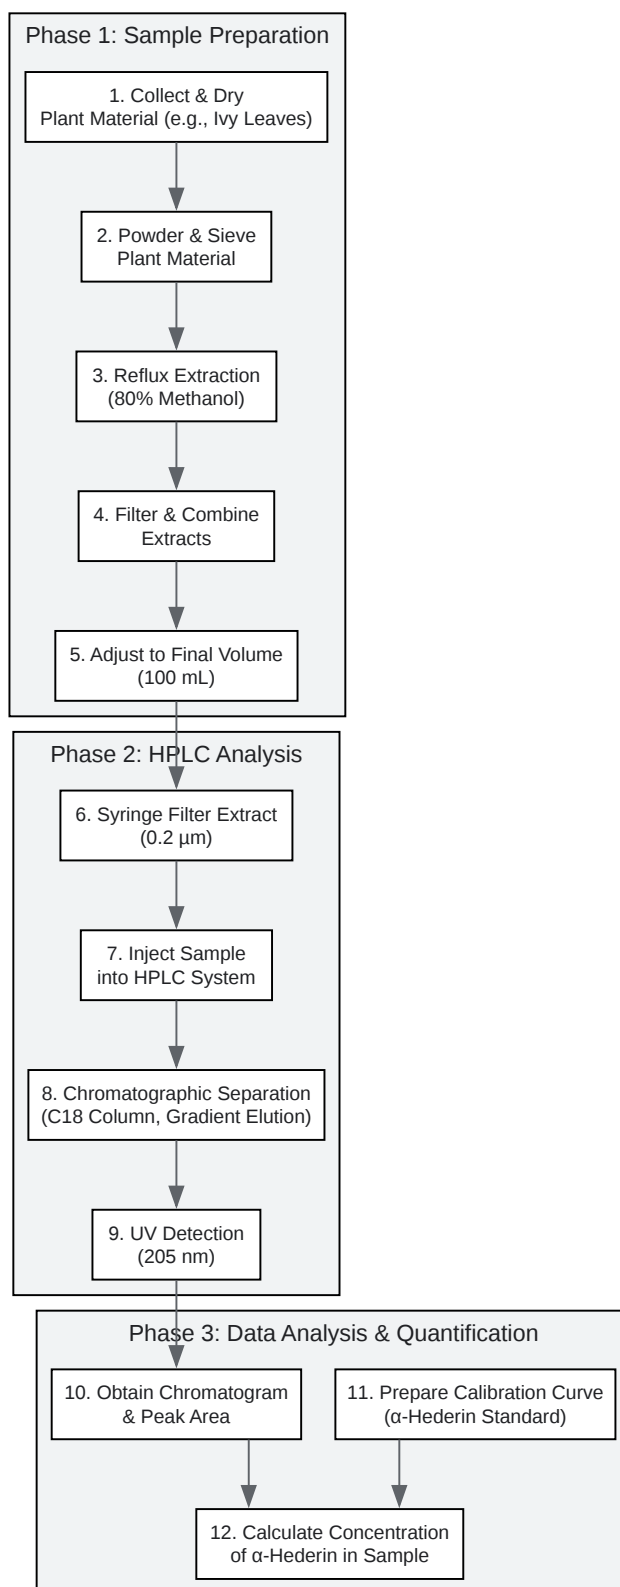 Phase 1: Sample Preparation
1. Collect & Dry
Plant Material (e.g., Ivy Leaves)
2. Powder & Sieve
Plant Material
3. Reflux Extraction
(80% Methanol)
4. Filter & Combine
Extracts
5. Adjust to Final Volume
(100 mL)
Phase 2: HPLC Analysis
6. Syringe Filter Extract
(0.2 µm)
7. Inject Sample
into HPLC System
8. Chromatographic Separation
(C18 Column, Gradient Elution)
9. UV Detection
(205 nm)
Phase 3: Data Analysis & Quantification
10. Obtain Chromatogram
& Peak Area
11. Prepare Calibration Curve
(α-Hederin Standard)
12. Calculate Concentration
of α-Hederin in Sample